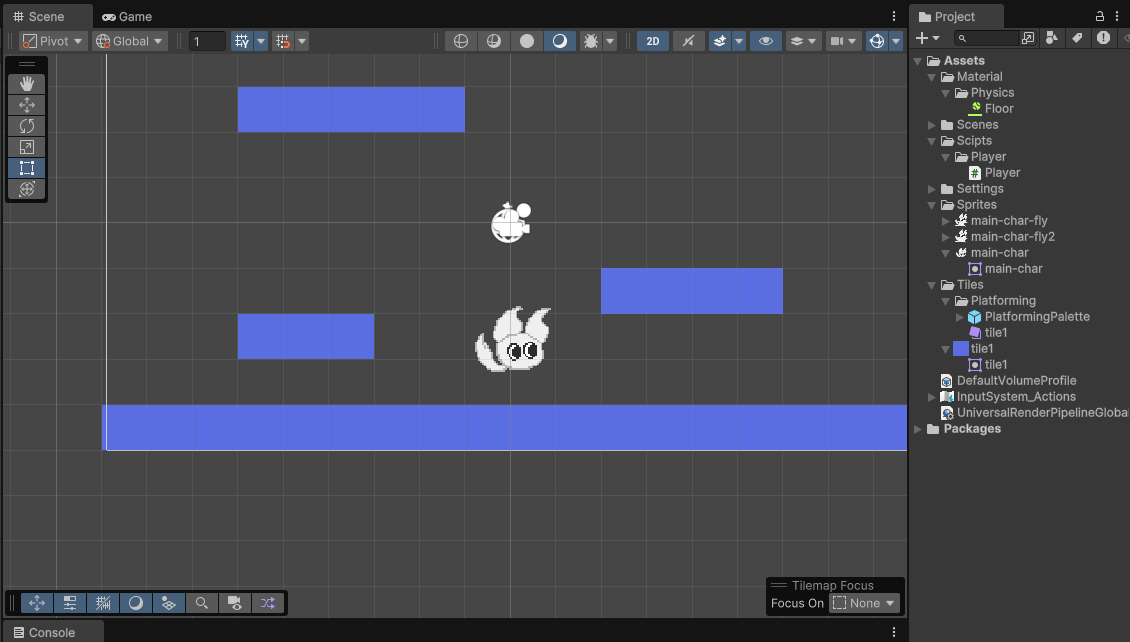 Scene
Game
Project
Pivot
Global
1
2D
Assets
Material
Physics
Floor
Scenes
Scipts
Player
Player
Settings
Sprites
main-char-fly
main-char-fly2
main-char
main-char
Tiles
Platforming
PlatformingPalette
tile1
tile1
tile1
DefaultVolumeProfile
InputSystem_Actions
UniversalRenderPipelineGlobal
Packages
Tilemap Focus
Focus On None
Console